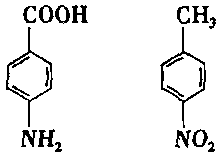 COOH CH₃
NH₂ NO₂